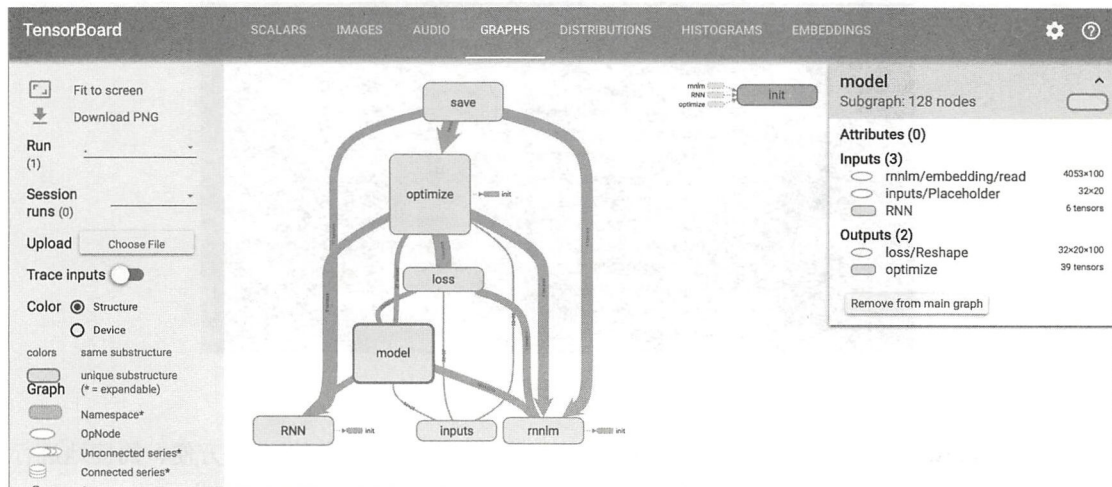 TensorBoard
SCALARS IMAGES AUDIO GRAPHS DISTRIBUTIONS HISTOGRAMS EMBEDDINGS
Fit to screen
Download PNG
Run
(1)
Session
runs (0)
Upload Choose File
Trace inputs
Color Structure
Device
colors same substructure
unique substructure
Graph (* = expandable)
Namespace*
OpNode
Unconnected series*
Connected series*
save
optimize
init
loss
model
RNN
init
inputs
rnnlm
init
rnnlm
RNN
optimize
init
model
Subgraph: 128 nodes
Attributes (0)
Inputs (3)
rnnlm/embedding/read 4053×100
inputs/Placeholder 32×20
RNN 6 tensors
Outputs (2)
loss/Reshape 32×20×100
optimize 39 tensors
Remove from main graph